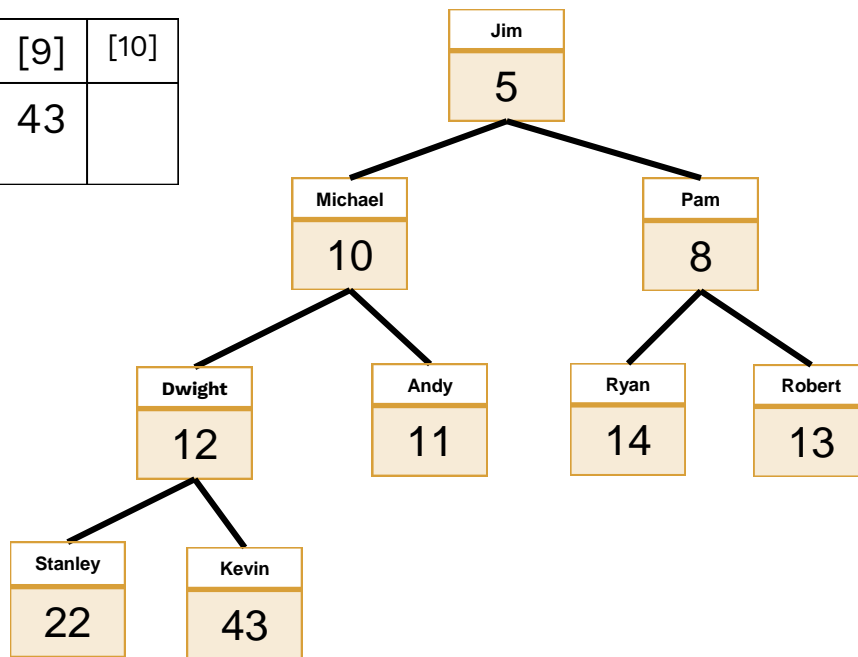 [9] [10]
43
Jim
5
Michael Pam
10 8
Dwight Andy Ryan Robert
12 11 14 13
Stanley Kevin
22 43